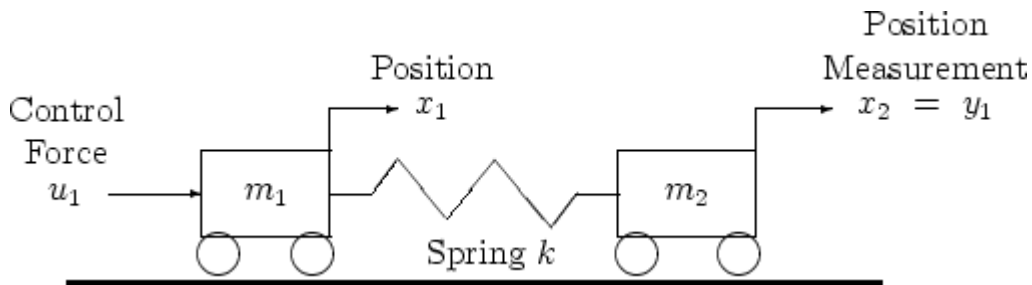 Control
Force
u₁
m₁
Position
x₁
Spring k
m₂
Position
Measurement
x₂ = y₁